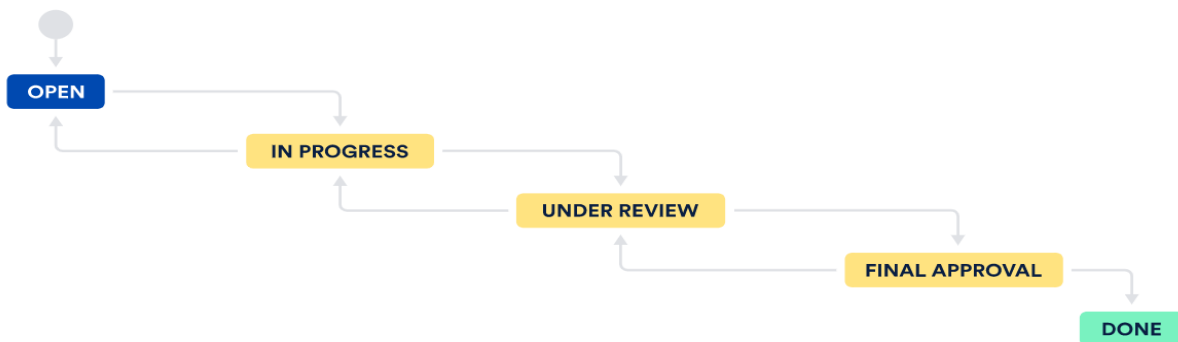 OPEN
IN PROGRESS
UNDER REVIEW
FINAL APPROVAL
DONE